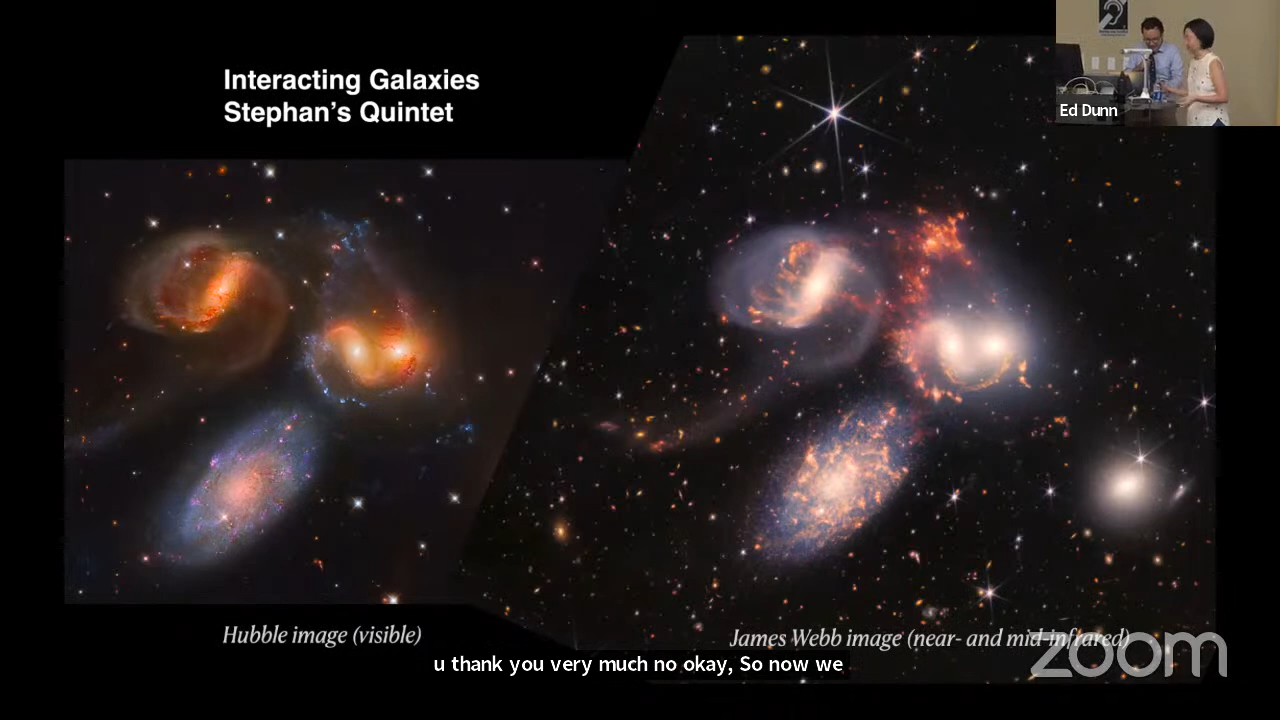 Interacting Galaxies
Stephan's Quintet
Ed Dunn
Hubble image (visible)
James Webb image (near- and mid-infrared)
u thank you very much no okay, So now we
zoom